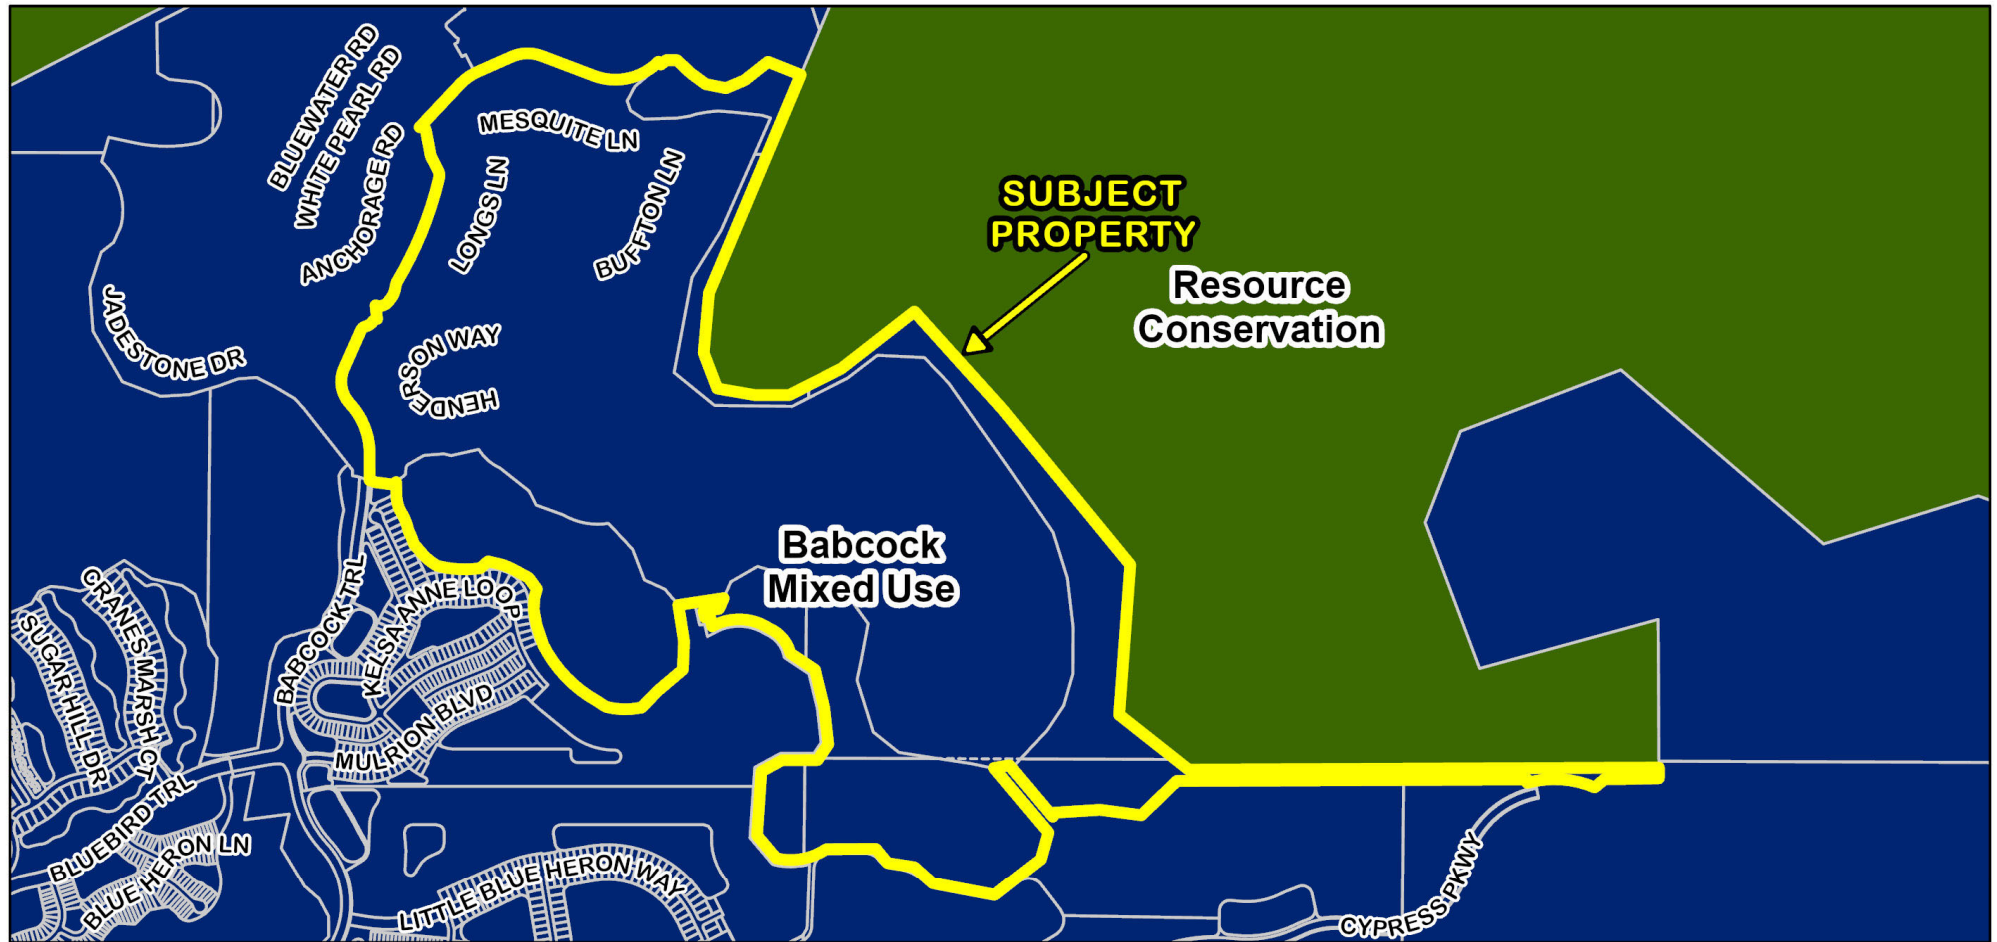 BLUEWATER RD
WHITE PEARL RD
ANCHORAGE RD
MESQUITE LN
LONGS LN
BUFFTON LN
SUBJECT
PROPERTY
Resource
Conservation
JADESTONE DR
HENDERSON WAY
Babcock
Mixed Use
CRANES MARSH CT
SUGAR HILL DR
BABCOCK TRL
KELSA ANNE LOOP
MULRION BLVD
BLUEBIRD TRL
BLUE HERON LN
LITTLE BLUE HERON WAY
CYPRESS PKWY